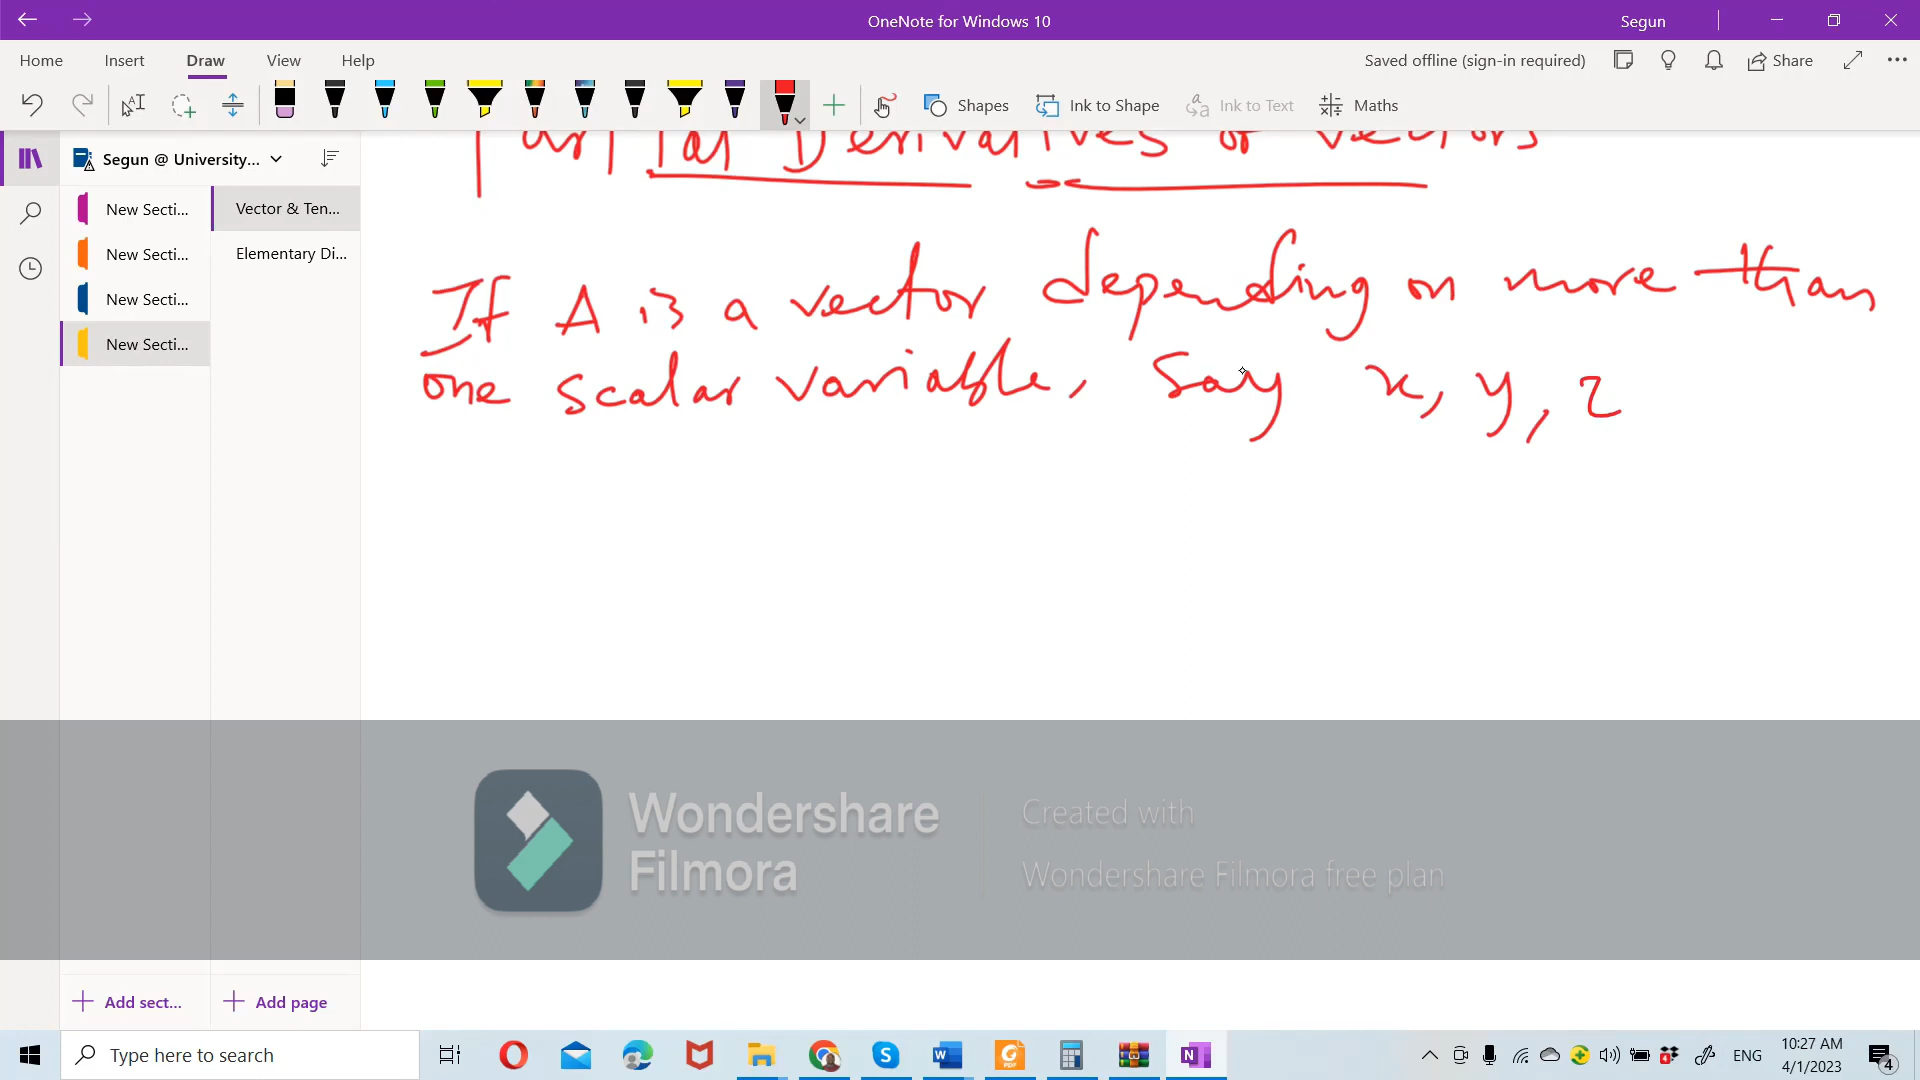 OneNote for Windows 10
Segun
Home Insert Draw View Help
Saved offline (sign-in required)
Share
Shapes
Ink to Shape
Ink to Text
Maths
Segun @ University...
New Secti...
New Secti...
New Secti...
New Secti...
Vector & Ten...
Elementary Di...
Partial Derivatives of Vectors
If A is a vector depending on more than
one scalar variable, Say x, y, z
Wondershare
Filmora
Created with
Wondershare Filmora free plan
Add sect...
Add page
Type here to search
ENG
10:27 AM
4/1/2023
4